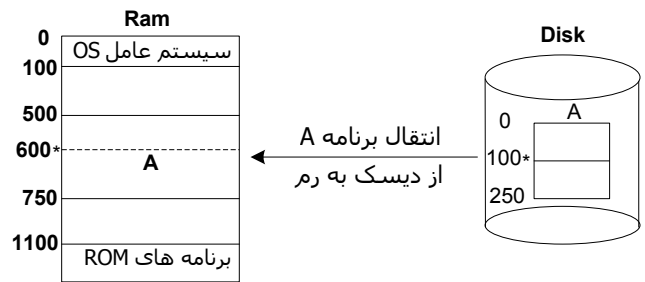 Ram
0
سیستم عامل OS
100
500
600*
A
750
1100
برنامه های ROM
انتقال برنامه A
از دیسک به رم
Disk
A
0
100*
250